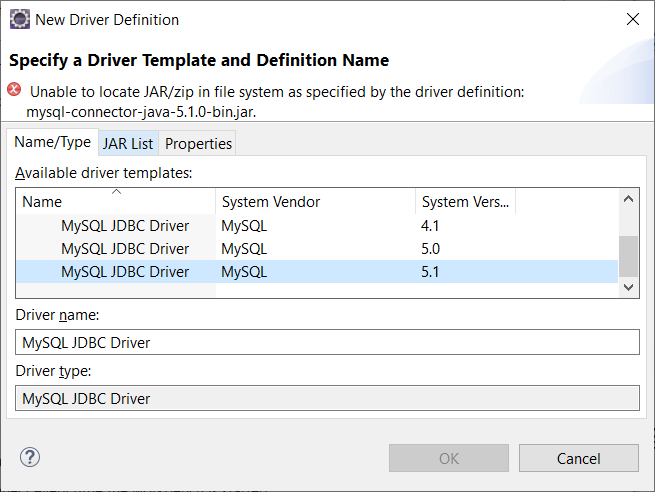 New Driver Definition
Specify a Driver Template and Definition Name
Unable to locate JAR/zip in file system as specified by the driver definition:
mysql-connector-java-5.1.0-bin.jar.
Name/Type JAR List Properties
Available driver templates:
Name System Vendor System Vers...
MySQL JDBC Driver MySQL 4.1
MySQL JDBC Driver MySQL 5.0
MySQL JDBC Driver MySQL 5.1
Driver name:
MySQL JDBC Driver
Driver type:
MySQL JDBC Driver
? OK Cancel